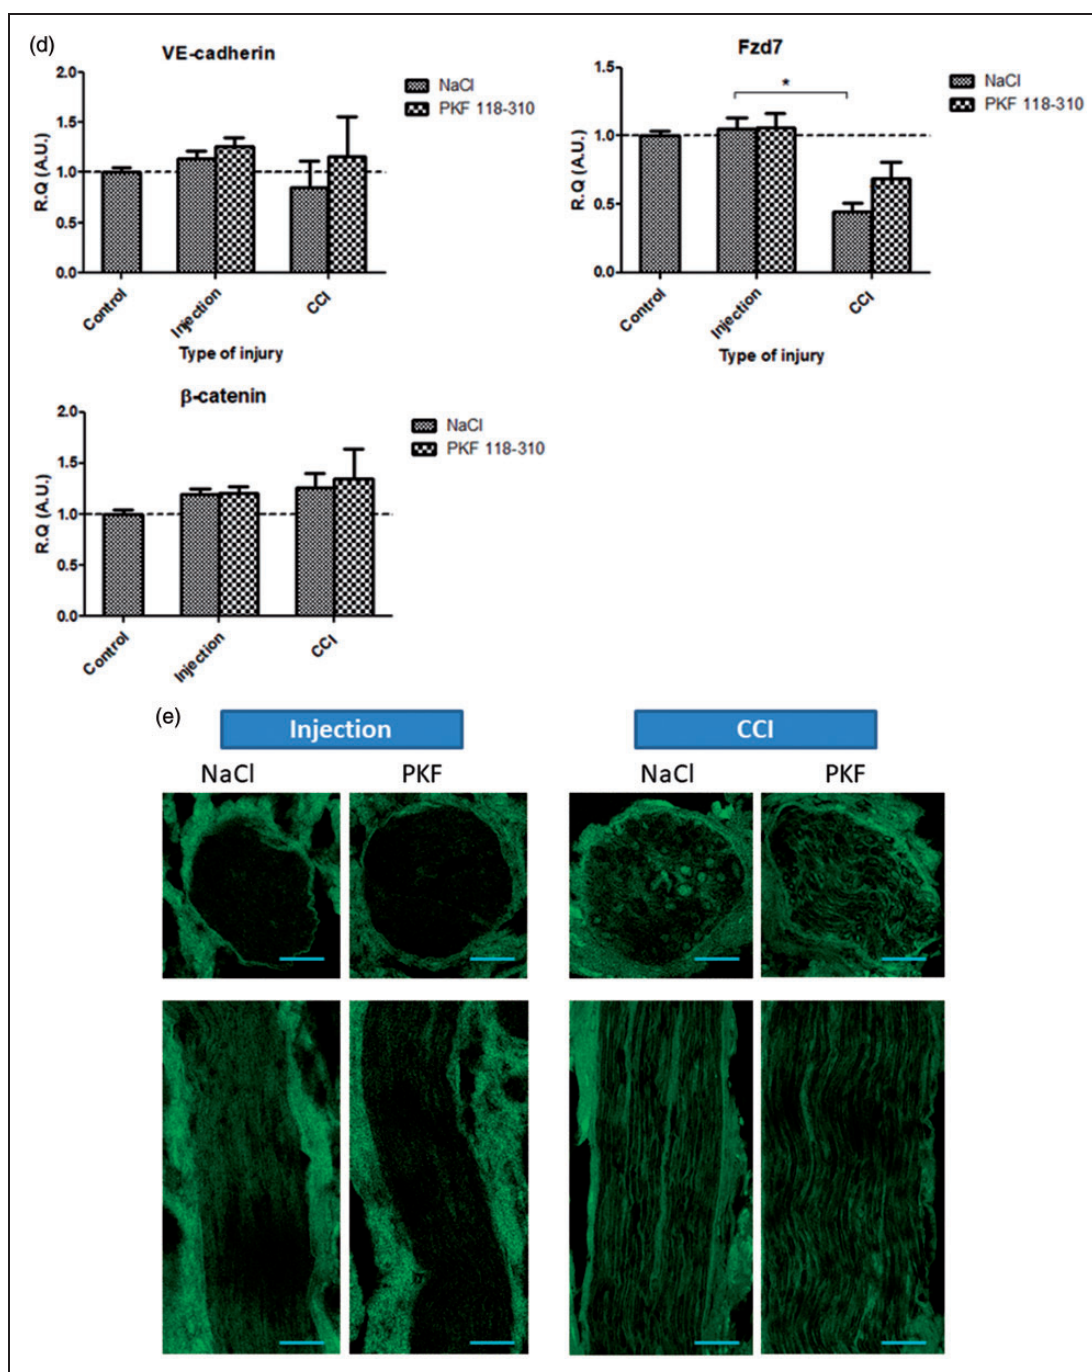 (d)
VE-cadherin
2.0
1.5
1.0
0.5
0.0
R.Q (A.U.)
NaCl
PKF 118-310
Control
Injection
CCI
Type of injury
Fzd7
1.5
1.0
0.5
0.0
R.Q (A.U.)
*
NaCl
PKF 118-310
Control
Injection
CCI
Type of injury
β-catenin
2.0
1.5
1.0
0.5
0.0
R.Q (A.U.)
NaCl
PKF 118-310
Control
Injection
CCI
(e)
Injection
CCI
NaCl
PKF
NaCl
PKF